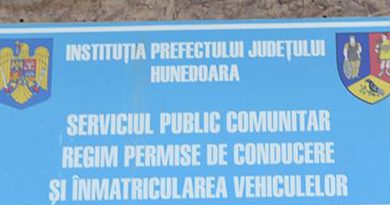 INSTITUȚIA PREFECTULUI JUDEȚULUI
HUNEDOARA
SERVICIUL PUBLIC COMUNITAR
REGIM PERMISE DE CONDUCERE
ȘI ÎNMATRICULAREA VEHICULELOR